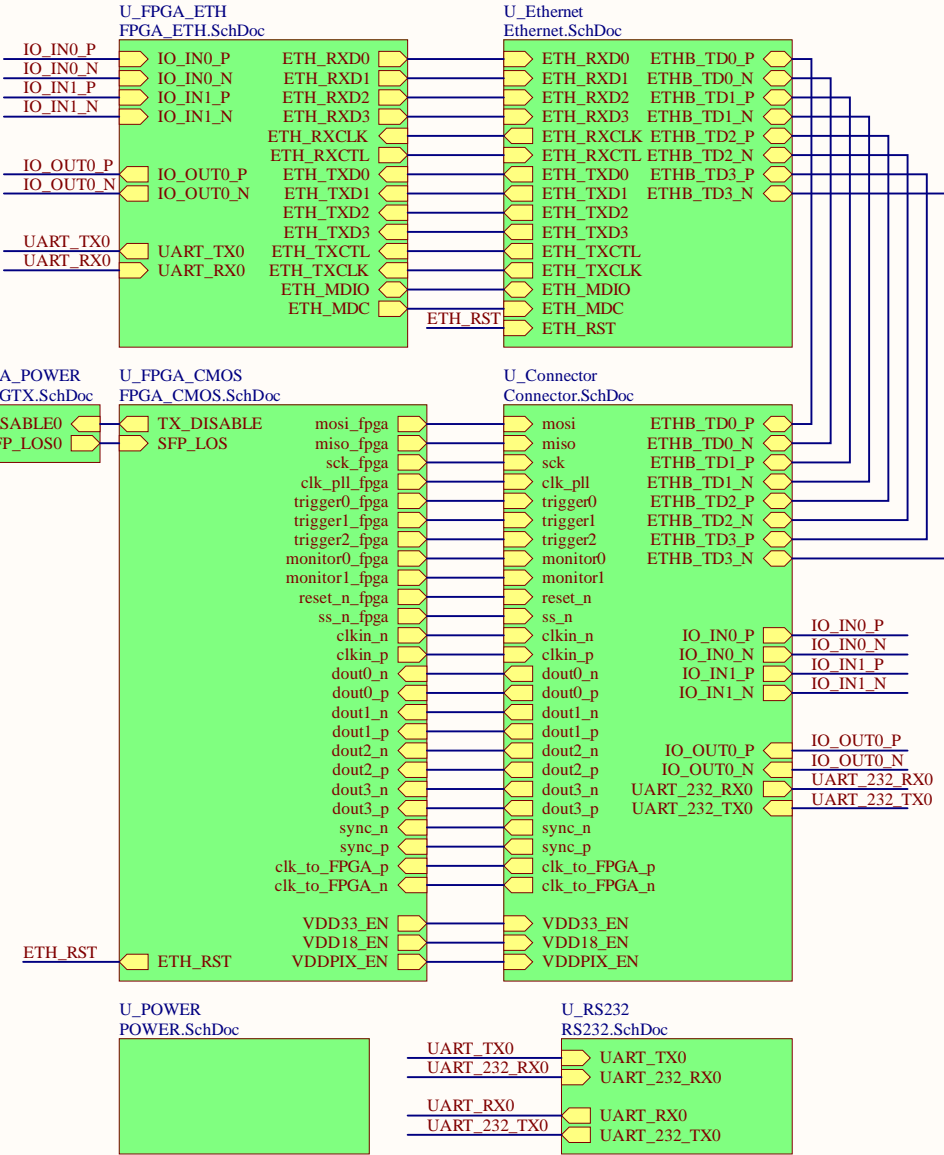 U_FPGA_ETH
FPGA_ETH.SchDoc
IO_IN0_P
IO_IN0_N
IO_IN1_P
IO_IN1_N
IO_OUT0_P
IO_OUT0_N
UART_TX0
UART_RX0
IO_IN0_P ETH_RXD0
IO_IN0_N ETH_RXD1
IO_IN1_P ETH_RXD2
IO_IN1_N ETH_RXD3
ETH_RXCLK
ETH_RXCTL
IO_OUT0_P ETH_TXD0
IO_OUT0_N ETH_TXD1
ETH_TXD2
ETH_TXD3
UART_TX0 ETH_TXCTL
UART_RX0 ETH_TXCLK
ETH_MDIO
ETH_MDC
ETH_RST
U_Ethernet
Ethernet.SchDoc
ETH_RXD0 ETHB_TD0_P
ETH_RXD1 ETHB_TD0_N
ETH_RXD2 ETHB_TD1_P
ETH_RXD3 ETHB_TD1_N
ETH_RXCLK ETHB_TD2_P
ETH_RXCTL ETHB_TD2_N
ETH_TXD0 ETHB_TD3_P
ETH_TXD1 ETHB_TD3_N
ETH_TXD2
ETH_TXD3
ETH_TXCTL
ETH_TXCLK
ETH_MDIO
ETH_MDC
ETH_RST
A_POWER
GTX.SchDoc
SABLE0
FP_LOS0
U_FPGA_CMOS
FPGA_CMOS.SchDoc
TX_DISABLE mosi_fpga
SFP_LOS miso_fpga
sck_fpga
clk_pll_fpga
trigger0_fpga
trigger1_fpga
trigger2_fpga
monitor0_fpga
monitor1_fpga
reset_n_fpga
ss_n_fpga
clkin_n
clkin_p
dout0_n
dout0_p
dout1_n
dout1_p
dout2_n
dout2_p
dout3_n
dout3_p
sync_n
sync_p
clk_to_FPGA_p
clk_to_FPGA_n
VDD33_EN
VDD18_EN
ETH_RST
ETH_RST VDDPIX_EN
U_Connector
Connector.SchDoc
mosi ETHB_TD0_P
miso ETHB_TD0_N
sck ETHB_TD1_P
clk_pll ETHB_TD1_N
trigger0 ETHB_TD2_P
trigger1 ETHB_TD2_N
trigger2 ETHB_TD3_P
monitor0 ETHB_TD3_N
monitor1
reset_n
ss_n
clkin_n IO_IN0_P
clkin_p IO_IN0_N
dout0_n IO_IN1_P
dout0_p IO_IN1_N
dout1_n
dout1_p
dout2_n IO_OUT0_P
dout2_p IO_OUT0_N
dout3_n UART_232_RX0
dout3_p UART_232_TX0
sync_n
sync_p
clk_to_FPGA_p
clk_to_FPGA_n
VDD33_EN
VDD18_EN
VDDPIX_EN
IO_IN0_P
IO_IN0_N
IO_IN1_P
IO_IN1_N
IO_OUT0_P
IO_OUT0_N
UART_232_RX0
UART_232_TX0
U_POWER
POWER.SchDoc
U_RS232
RS232.SchDoc
UART_TX0
UART_232_RX0
UART_RX0
UART_232_TX0
UART_TX0
UART_232_RX0
UART_RX0
UART_232_TX0